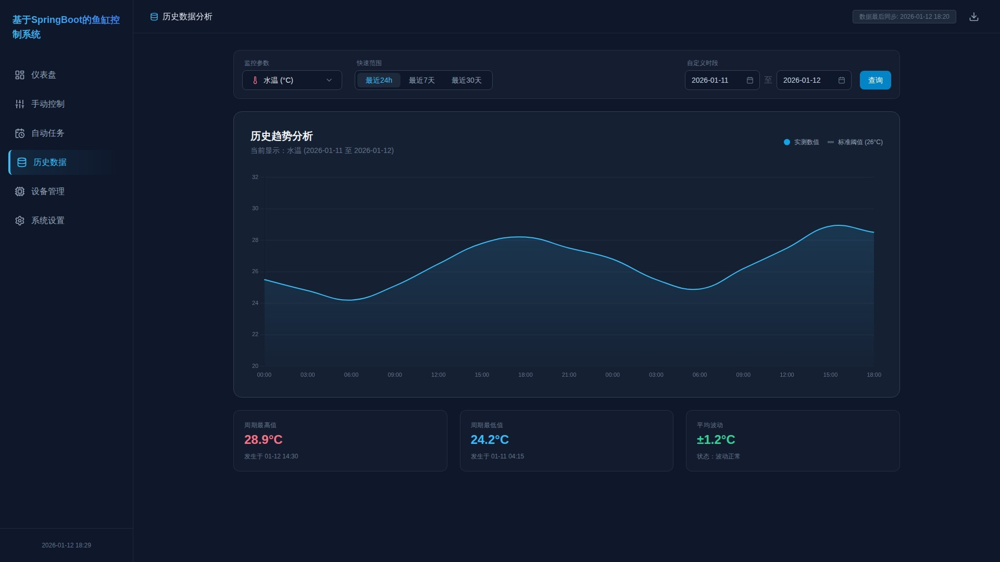 基于SpringBoot的鱼缸控
制系统
仪表盘
手动控制
自动任务
历史数据
设备管理
系统设置
2026-01-12 18:29
历史数据分析
数据最后同步: 2026-01-12 18:20
监控参数
水温 (°C)
快速范围
最近24h 最近7天 最近30天
自定义时段
2026-01-11 至 2026-01-12 查询
历史趋势分析
当前显示：水温 (2026-01-11 至 2026-01-12)
实测数值 标准阈值 (26°C)
32
30
28
26
24
22
20
00:00 03:00 06:00 09:00 12:00 15:00 18:00 21:00 00:00 03:00 06:00 09:00 12:00 15:00 18:00
周期最高值
28.9°C
发生于 01-12 14:30
周期最低值
24.2°C
发生于 01-11 04:15
平均波动
±1.2°C
状态：波动正常